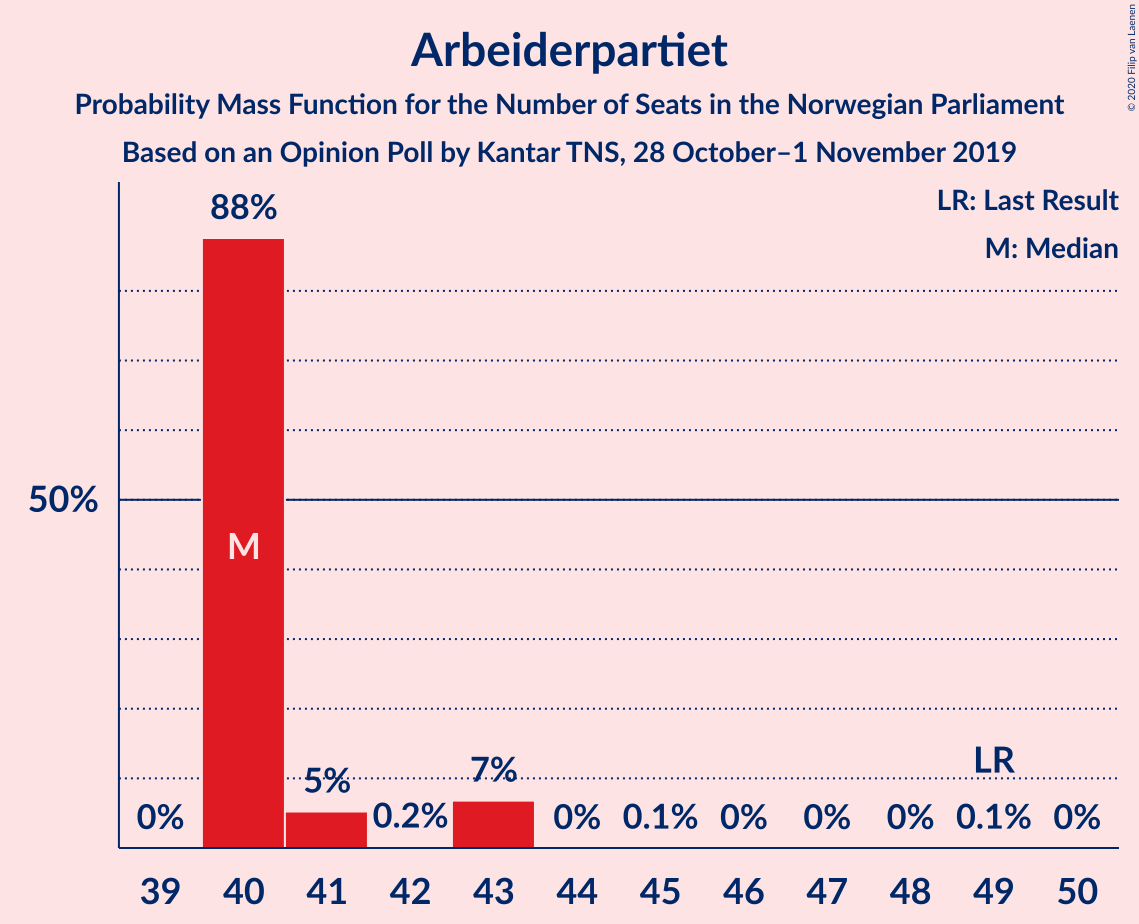 Arbeiderpartiet
Probability Mass Function for the Number of Seats in the Norwegian Parliament
Based on an Opinion Poll by Kantar TNS, 28 October–1 November 2019
© 2020 Filip van Laenen
LR: Last Result
M: Median
88%
50%
M
LR
0% 5% 0.2% 7% 0% 0.1% 0% 0% 0% 0.1% 0%
39 40 41 42 43 44 45 46 47 48 49 50